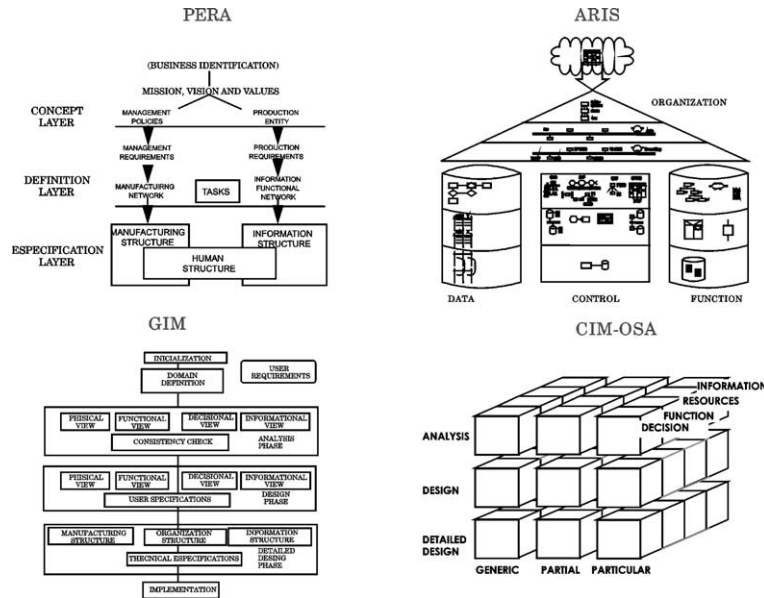 PERA
(BUSINESS IDENTIFICATION)
MISSION, VISION AND VALUES
CONCEPT
LAYER
MANAGEMENT
POLICIES
PRODUCTION
ENTITY
MANAGEMENT
REQUIREMENTS
PRODUCTION
REQUIREMENTS
DEFINITION
LAYER
MANUFACTUIRNG
NETWORK
TASKS
INFORMATION
FUNCTIONAL
NETWORK
ESPECIFICATION
LAYER
MANUFACTURING
STRUCTURE
INFORMATION
STRUCTURE
HUMAN
STRUCTURE
ARIS
ORGANIZATION
DATA
CONTROL
FUNCTION
GIM
INICIALIZATION
DOMAIN
DEFINITION
USER
REQUIREMENTS
PHISICAL
VIEW
FUNCTIONAL
VIEW
DECISIONAL
VIEW
INFORMATIONAL
VIEW
CONSISTENCY CHECK
ANALYSIS
PHASE
PHISICAL
VIEW
FUNCTIONAL
VIEW
DECISIONAL
VIEW
INFORMATIONAL
VIEW
USER SPECIFICATIONS
DESIGN
PHASE
MANUFACTURING
STRUCTURE
ORGANIZATION
STRUCTURE
INFORMATION
STRUCTURE
THECNICAL ESPECIFICATIONS
DETAILED
DESING
PHASE
IMPLEMENTATION
CIM-OSA
INFORMATION
RESOURCES
FUNCTION
DECISION
ANALYSIS
DESIGN
DETAILED
DESIGN
GENERIC PARTIAL PARTICULAR